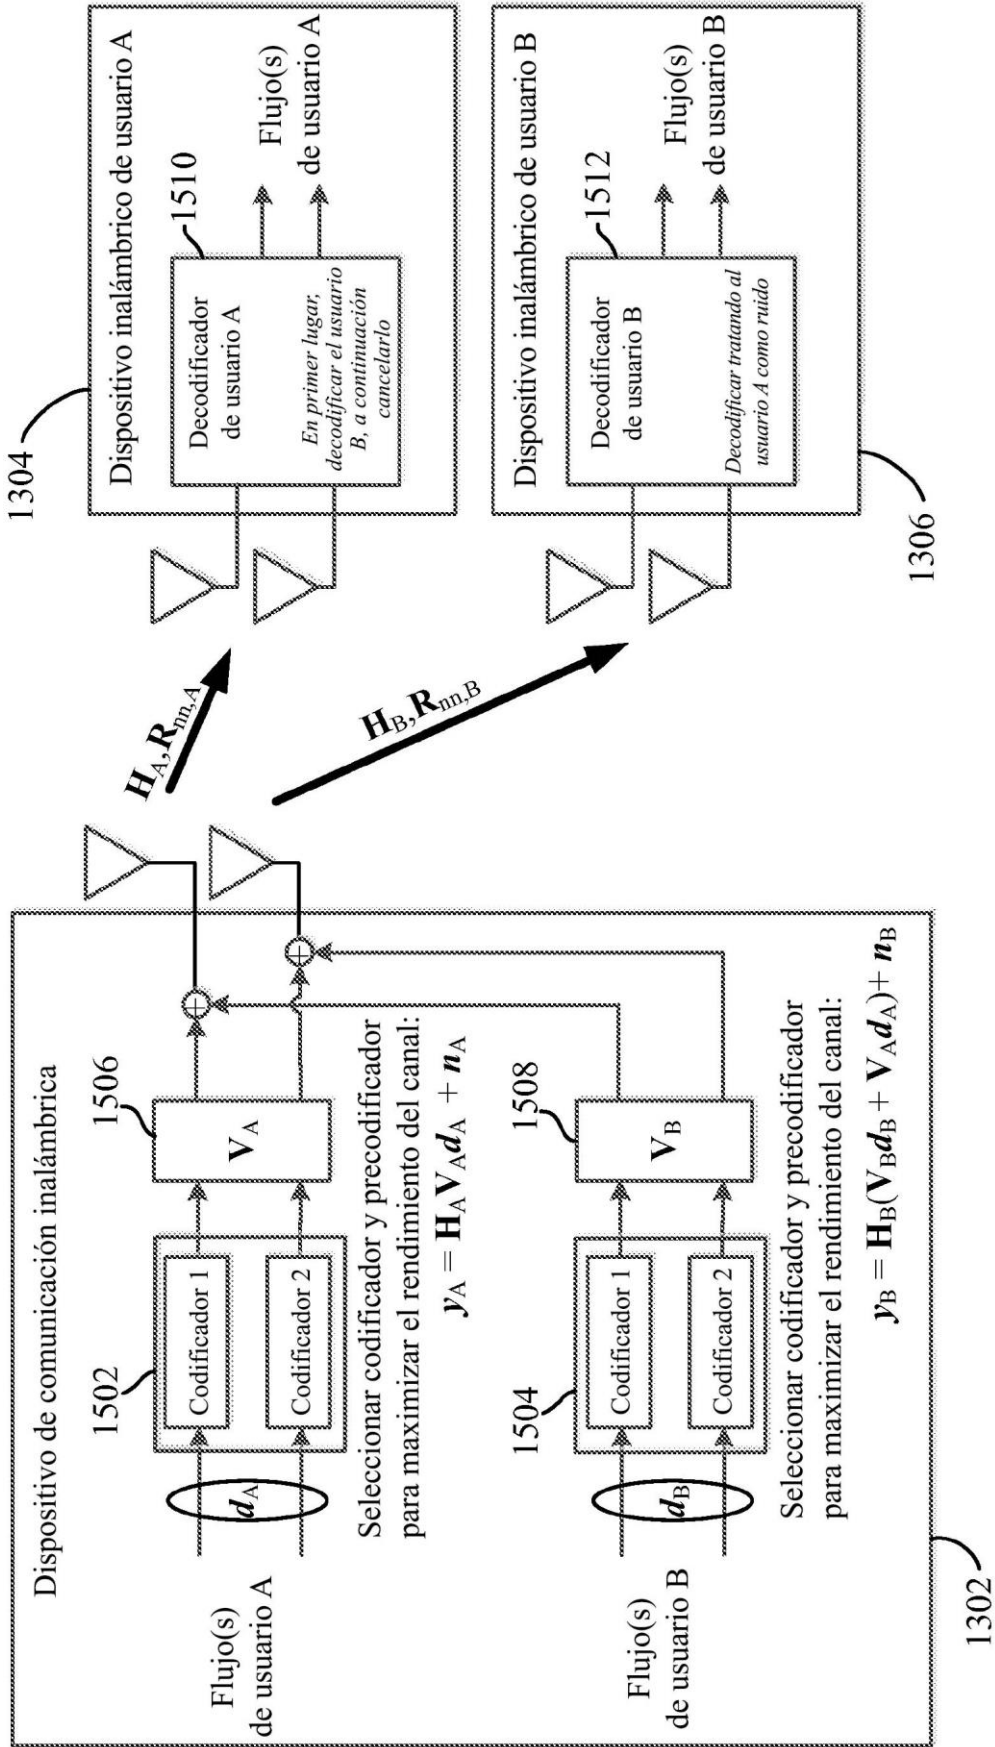 Dispositivo de comunicación inalámbrica
Flujo(s)
de usuario A
d_A
1502
Codificador 1
Codificador 2
1506
V_A
Seleccionar codificador y precodificador
para maximizar el rendimiento del canal:
y_A = H_A V_A d_A + n_A
Flujo(s)
de usuario B
d_B
1504
Codificador 1
Codificador 2
1508
V_B
Seleccionar codificador y precodificador
para maximizar el rendimiento del canal:
y_B = H_B(V_B d_B + V_A d_A)+ n_B
1302
H_A,R_nn,A
H_B,R_nn,B
1304
Dispositivo inalámbrico de usuario A
1510
Decodificador
de usuario A
En primer lugar,
decodificar el usuario
B, a continuación
cancelarlo
Flujo(s)
de usuario A
Dispositivo inalámbrico de usuario B
1512
Decodificador
de usuario B
Decodificar tratando al
usuario A como ruido
Flujo(s)
de usuario B
1306